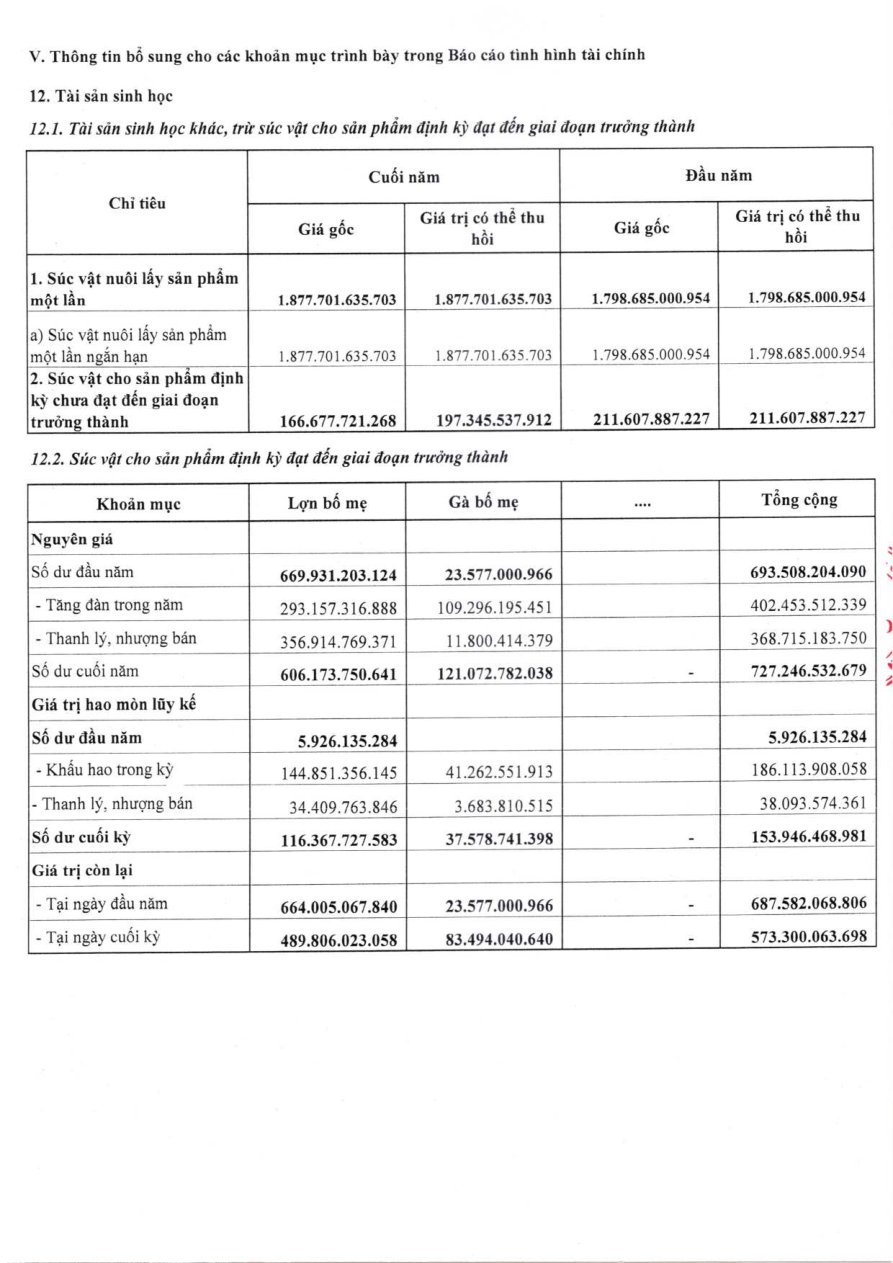 V. Thông tin bổ sung cho các khoản mục trình bày trong Báo cáo tình hình tài chính
12. Tài sản sinh học
12.1. Tài sản sinh học khác, trừ súc vật cho sản phẩm định kỳ đạt đến giai đoạn trưởng thành
Chỉ tiêu Cuối năm Đầu năm
Giá gốc Giá trị có thể thu hồi Giá gốc Giá trị có thể thu hồi
1. Súc vật nuôi lấy sản phẩm
một lần 1.877.701.635.703 1.877.701.635.703 1.798.685.000.954 1.798.685.000.954
a) Súc vật nuôi lấy sản phẩm
một lần ngắn hạn 1.877.701.635.703 1.877.701.635.703 1.798.685.000.954 1.798.685.000.954
2. Súc vật cho sản phẩm định
kỳ chưa đạt đến giai đoạn
trưởng thành 166.677.721.268 197.345.537.912 211.607.887.227 211.607.887.227
12.2. Súc vật cho sản phẩm định kỳ đạt đến giai đoạn trưởng thành
Khoản mục Lợn bố mẹ Gà bố mẹ .... Tổng cộng
Nguyên giá
Số dư đầu năm 669.931.203.124 23.577.000.966 693.508.204.090
- Tăng đàn trong năm 293.157.316.888 109.296.195.451 402.453.512.339
- Thanh lý, nhượng bán 356.914.769.371 11.800.414.379 368.715.183.750
Số dư cuối năm 606.173.750.641 121.072.782.038 - 727.246.532.679
Giá trị hao mòn lũy kế
Số dư đầu năm 5.926.135.284 5.926.135.284
- Khấu hao trong kỳ 144.851.356.145 41.262.551.913 186.113.908.058
- Thanh lý, nhượng bán 34.409.763.846 3.683.810.515 38.093.574.361
Số dư cuối kỳ 116.367.727.583 37.578.741.398 - 153.946.468.981
Giá trị còn lại
- Tại ngày đầu năm 664.005.067.840 23.577.000.966 - 687.582.068.806
- Tại ngày cuối kỳ 489.806.023.058 83.494.040.640 - 573.300.063.698